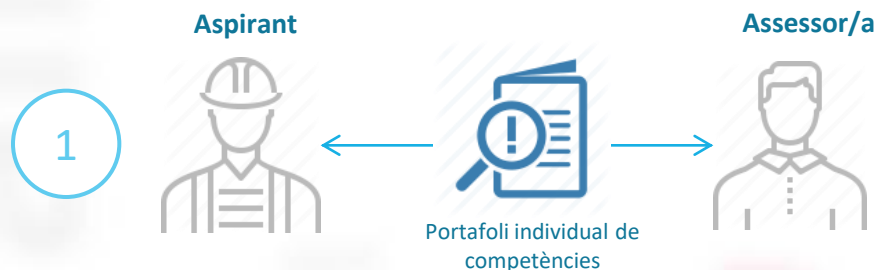 Aspirant
Assessor/a
1
Portafoli individual de
competències